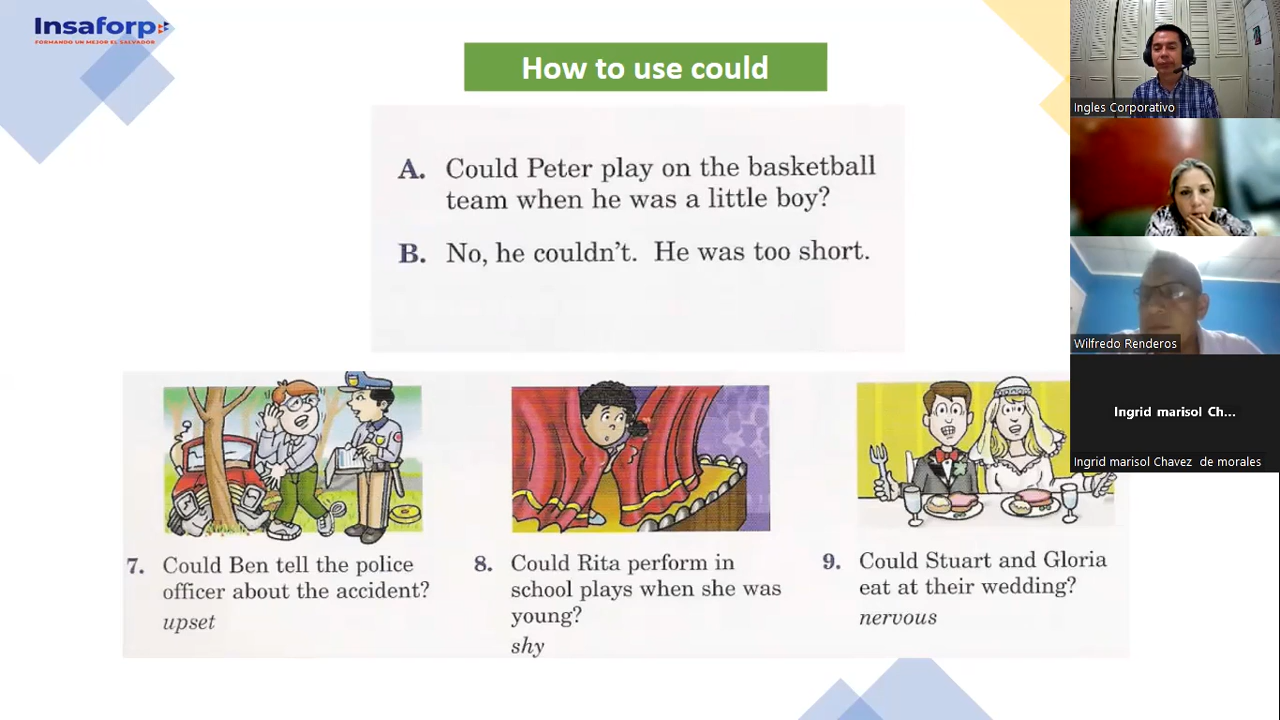 Insaforp
FORMANDO UN MEJOR EL SALVADOR
How to use could
A. Could Peter play on the basketball
team when he was a little boy?
B. No, he couldn't. He was too short.
7. Could Ben tell the police
officer about the accident?
upset
8. Could Rita perform in
school plays when she was
young?
shy
9. Could Stuart and Gloria
eat at their wedding?
nervous
Ingles Corporativo
Wilfredo Renderos
Ingrid marisol Ch...
Ingrid marisol Chavez de morales